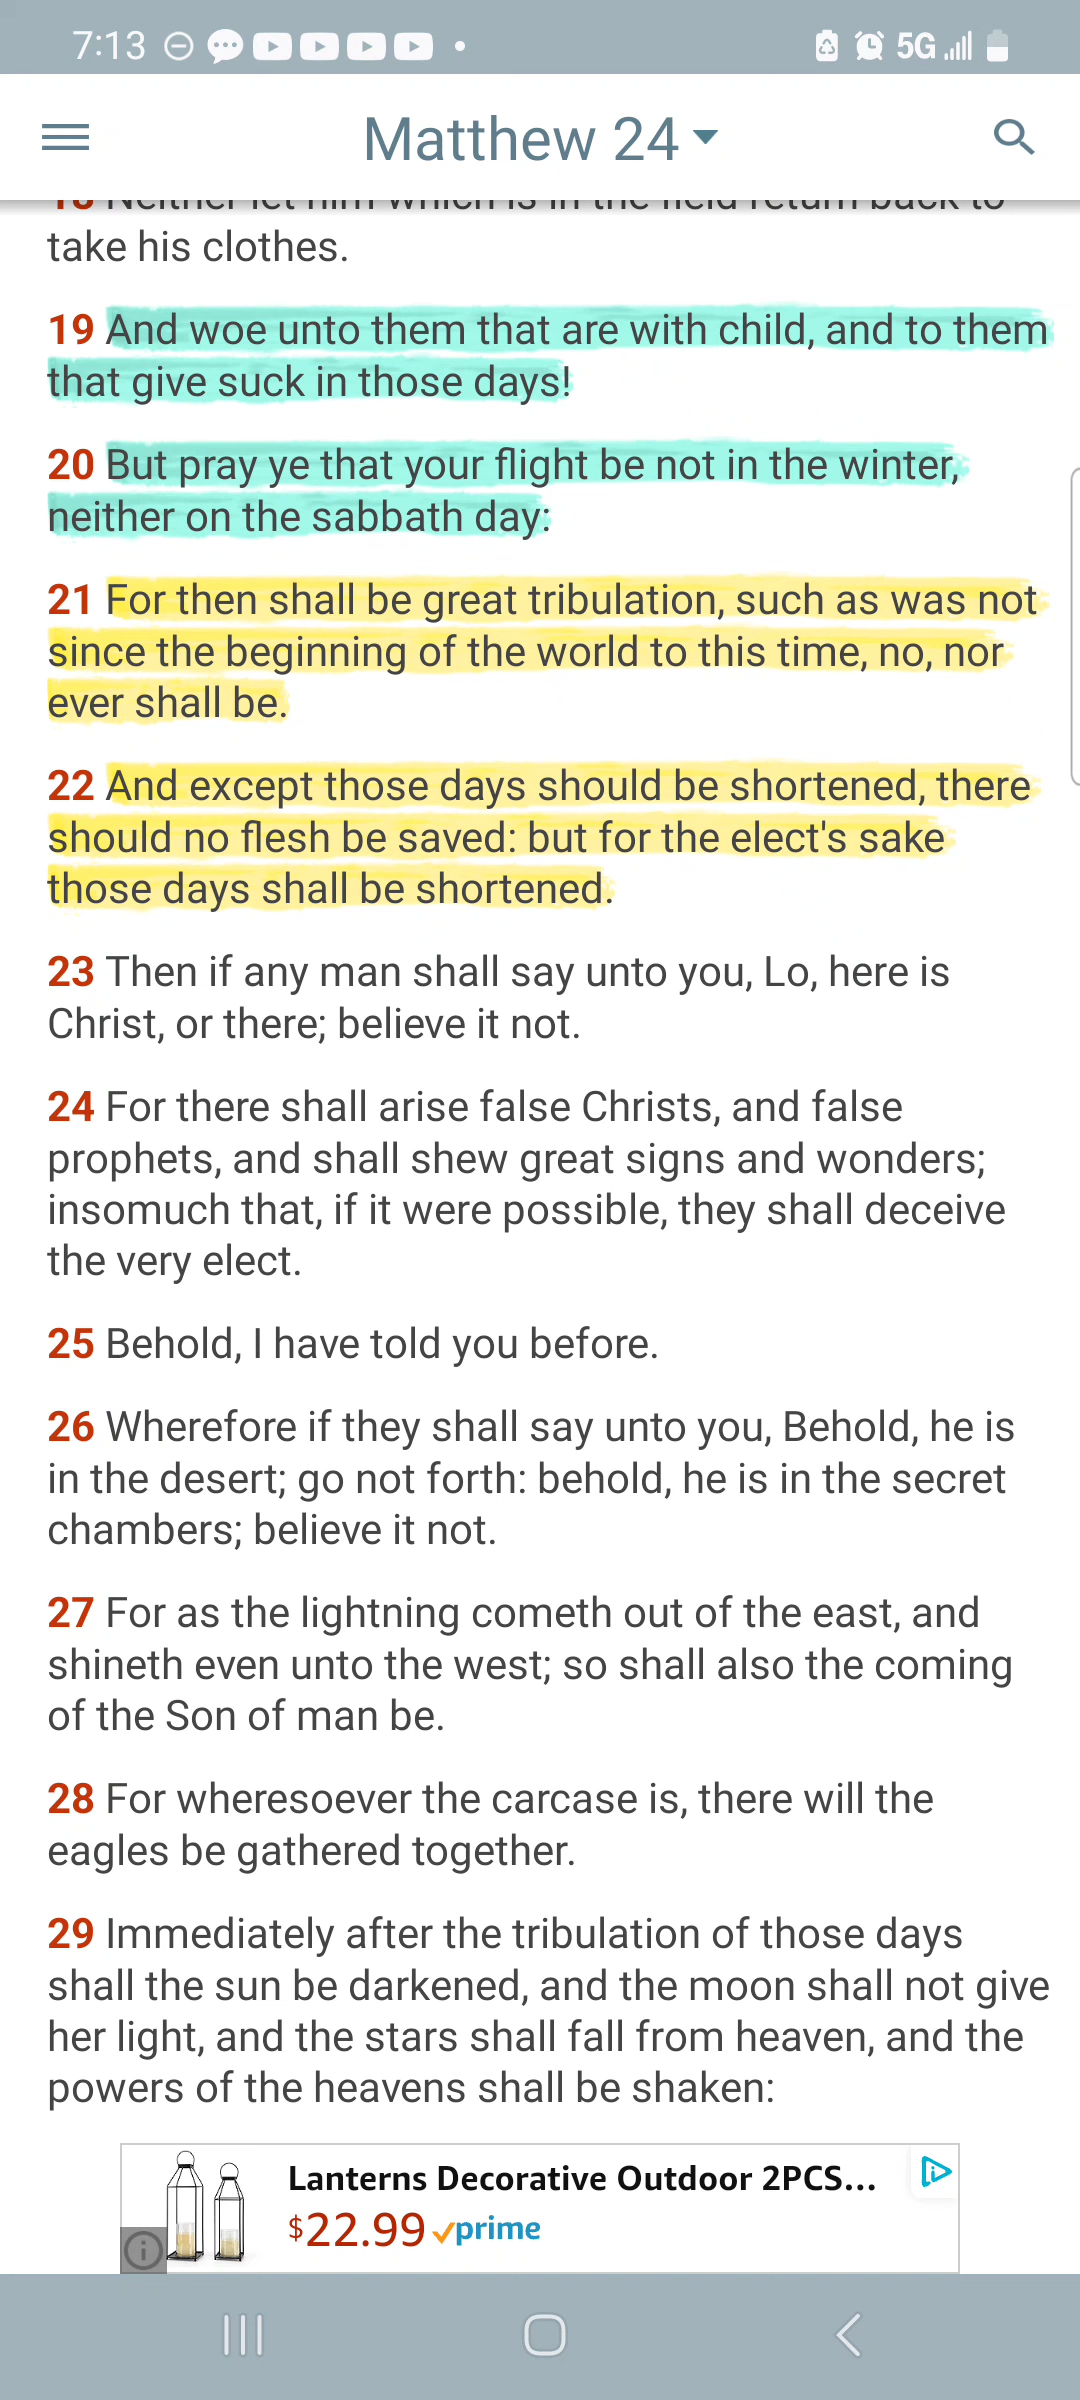 7:13 5G
Matthew 24
18 Neither let him which is in the field return back to
take his clothes.
19 And woe unto them that are with child, and to them
that give suck in those days!
20 But pray ye that your flight be not in the winter,
neither on the sabbath day:
21 For then shall be great tribulation, such as was not
since the beginning of the world to this time, no, nor
ever shall be.
22 And except those days should be shortened, there
should no flesh be saved: but for the elect's sake
those days shall be shortened.
23 Then if any man shall say unto you, Lo, here is
Christ, or there; believe it not.
24 For there shall arise false Christs, and false
prophets, and shall shew great signs and wonders;
insomuch that, if it were possible, they shall deceive
the very elect.
25 Behold, I have told you before.
26 Wherefore if they shall say unto you, Behold, he is
in the desert; go not forth: behold, he is in the secret
chambers; believe it not.
27 For as the lightning cometh out of the east, and
shineth even unto the west; so shall also the coming
of the Son of man be.
28 For wheresoever the carcase is, there will the
eagles be gathered together.
29 Immediately after the tribulation of those days
shall the sun be darkened, and the moon shall not give
her light, and the stars shall fall from heaven, and the
powers of the heavens shall be shaken:
Lanterns Decorative Outdoor 2PCS...
$22.99 prime